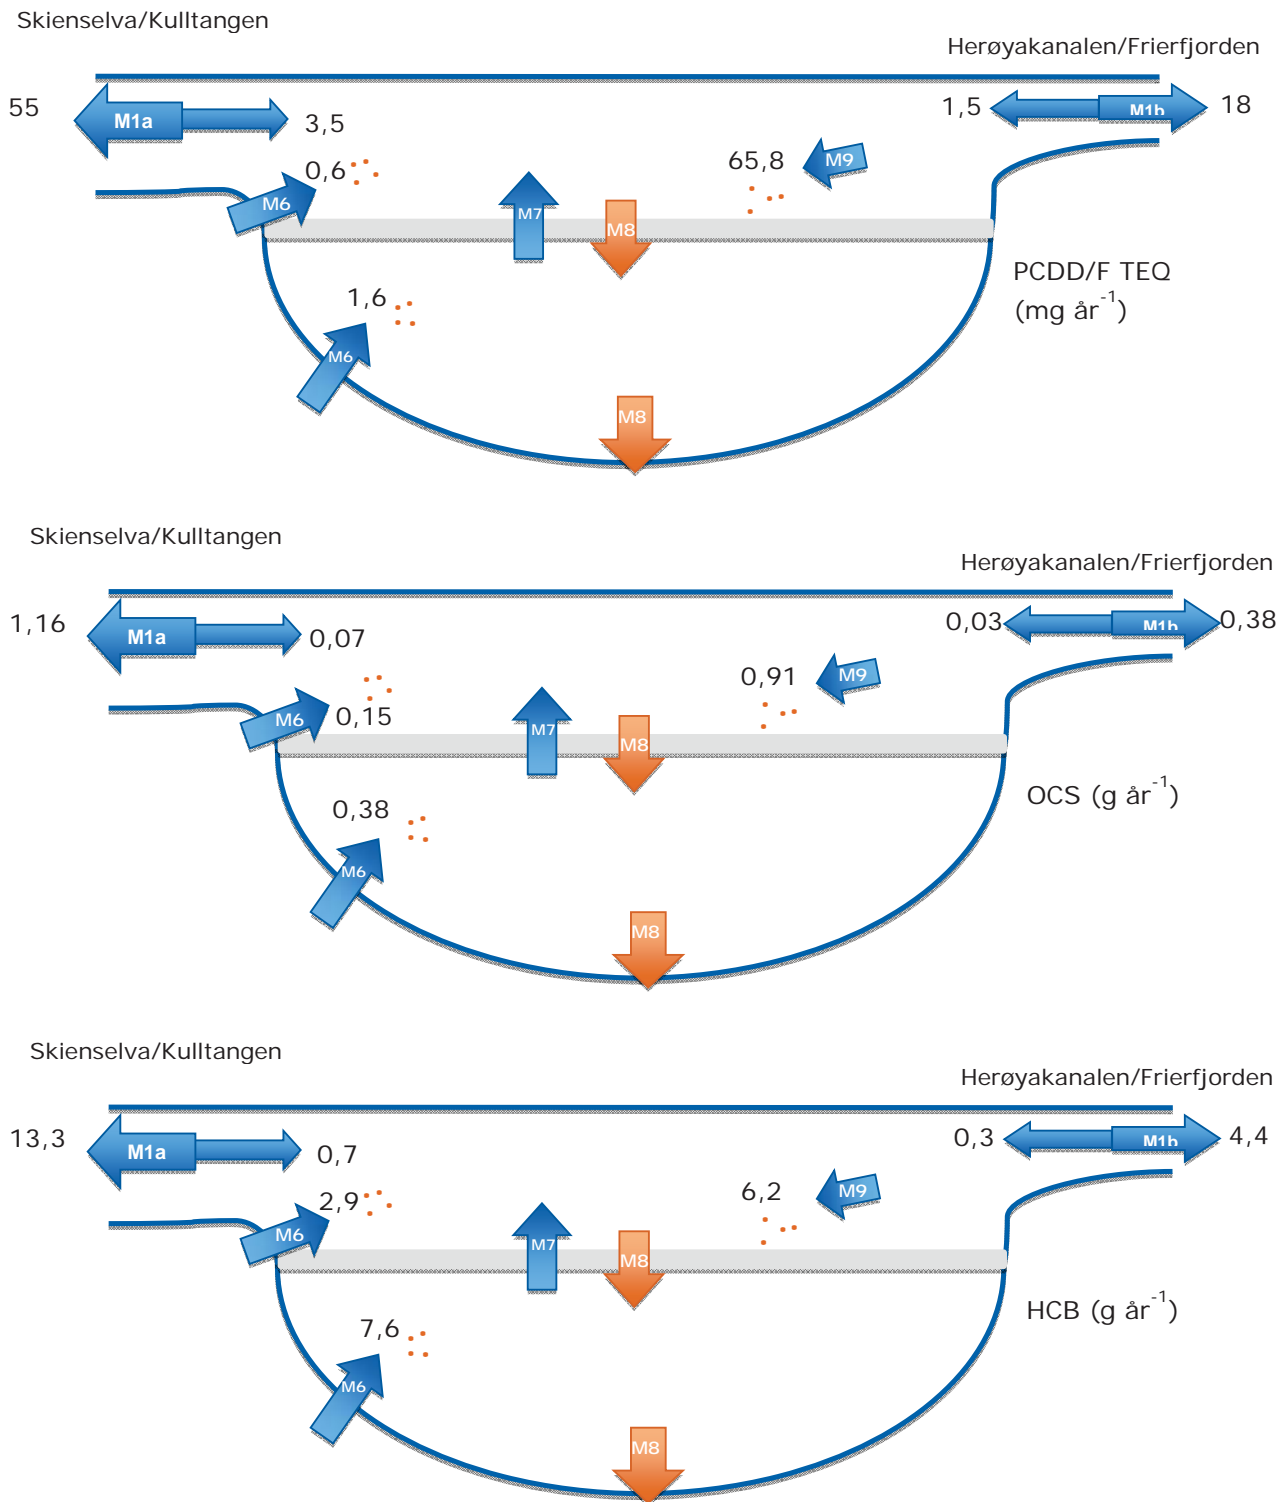 Skienselva/Kulltangen
Herøyakanalen/Frierfjorden
55
M1a
3,5
1,5
M1b
18
0,6
65,8
M9
M6
M7
M8
PCDD/F TEQ
(mg år-1)
1,6
M6
M8
Skienselva/Kulltangen
Herøyakanalen/Frierfjorden
1,16
M1a
0,07
0,03
M1b
0,38
0,91
M9
M6
0,15
M7
M8
OCS (g år-1)
0,38
M6
M8
Skienselva/Kulltangen
Herøyakanalen/Frierfjorden
13,3
M1a
0,7
0,3
M1b
4,4
2,9
6,2
M9
M6
M7
M8
HCB (g år-1)
7,6
M6
M8